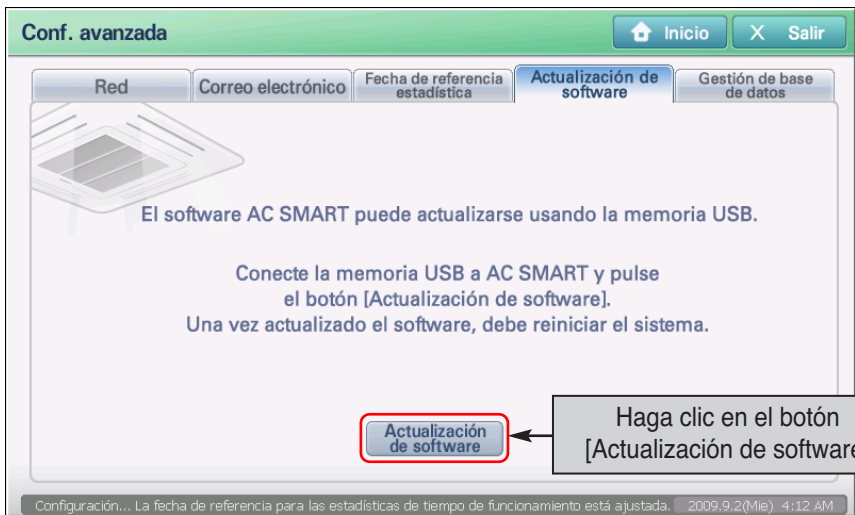 Conf. avanzada
Inicio
X Salir
Red
Correo electrónico
Fecha de referencia
estadística
Actualización de
software
Gestión de base
de datos
El software AC SMART puede actualizarse usando la memoria USB.
Conecte la memoria USB a AC SMART y pulse
el botón [Actualización de software].
Una vez actualizado el software, debe reiniciar el sistema.
Actualización
de software
Haga clic en el botón
[Actualización de software
Configuración... La fecha de referencia para las estadísticas de tiempo de funcionamiento está ajustada.
2009.9.2(Mie) 4:12 AM